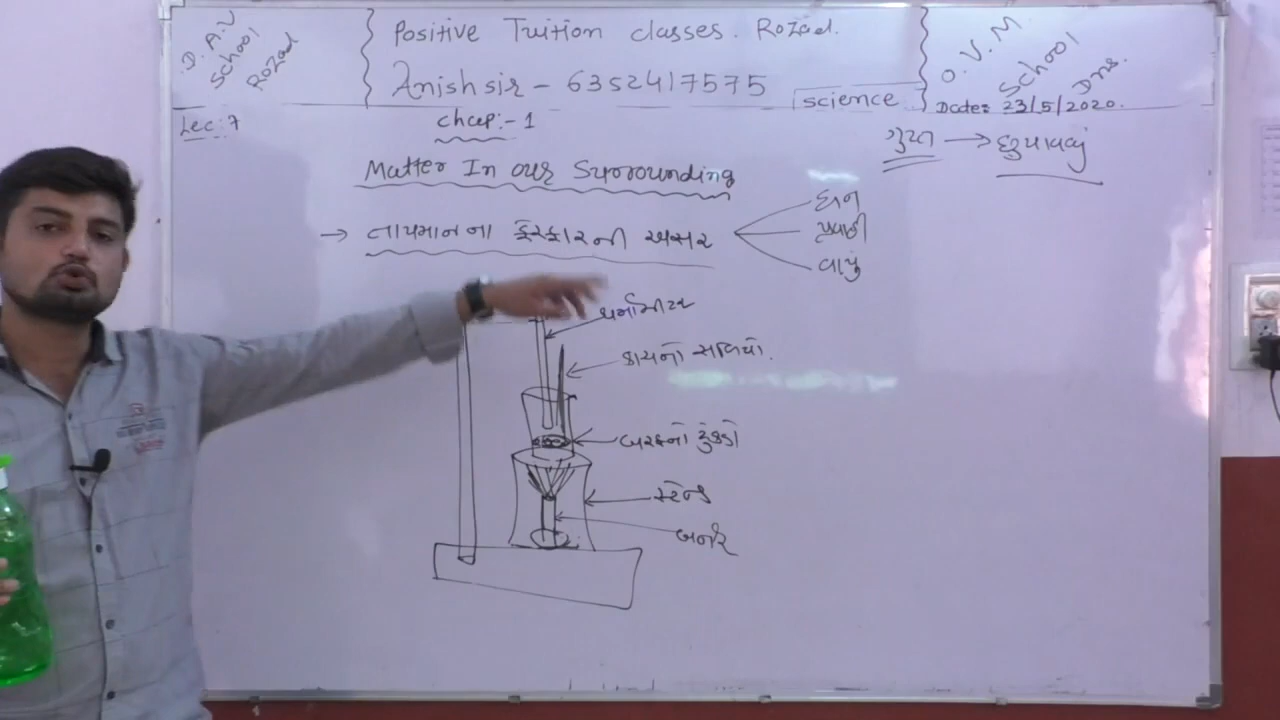 D.A.V
School
Rozad
Positive Tuition classes. Rozad.
Anish sir - 6352417575
science
O.V.M
School
Dns.
Date: 23/5/2020.
Lec:7
chap:-1
Matter In our Surrounding
→ તાપમાનના ફેરફારની અસર
ઘન
પ્રવાહી
વાયુ
ગુપ્ત → છુપાવવું
થર્મોમીટર
કાચનો સળિયો.
બરફનો ટુંકડો
સ્ટેન્ડ
બર્નર